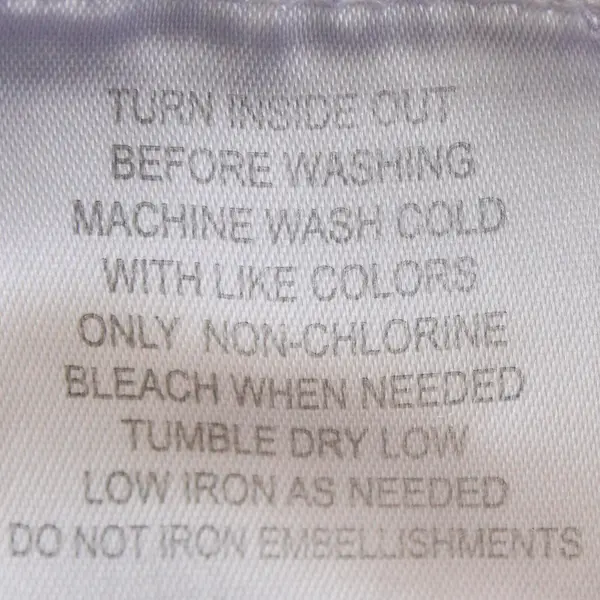 TURN INSIDE OUT
BEFORE WASHING
MACHINE WASH COLD
WITH LIKE COLORS
ONLY NON-CHLORINE
BLEACH WHEN NEEDED
TUMBLE DRY LOW
LOW IRON AS NEEDED
DO NOT IRON EMBELLISHMENTS